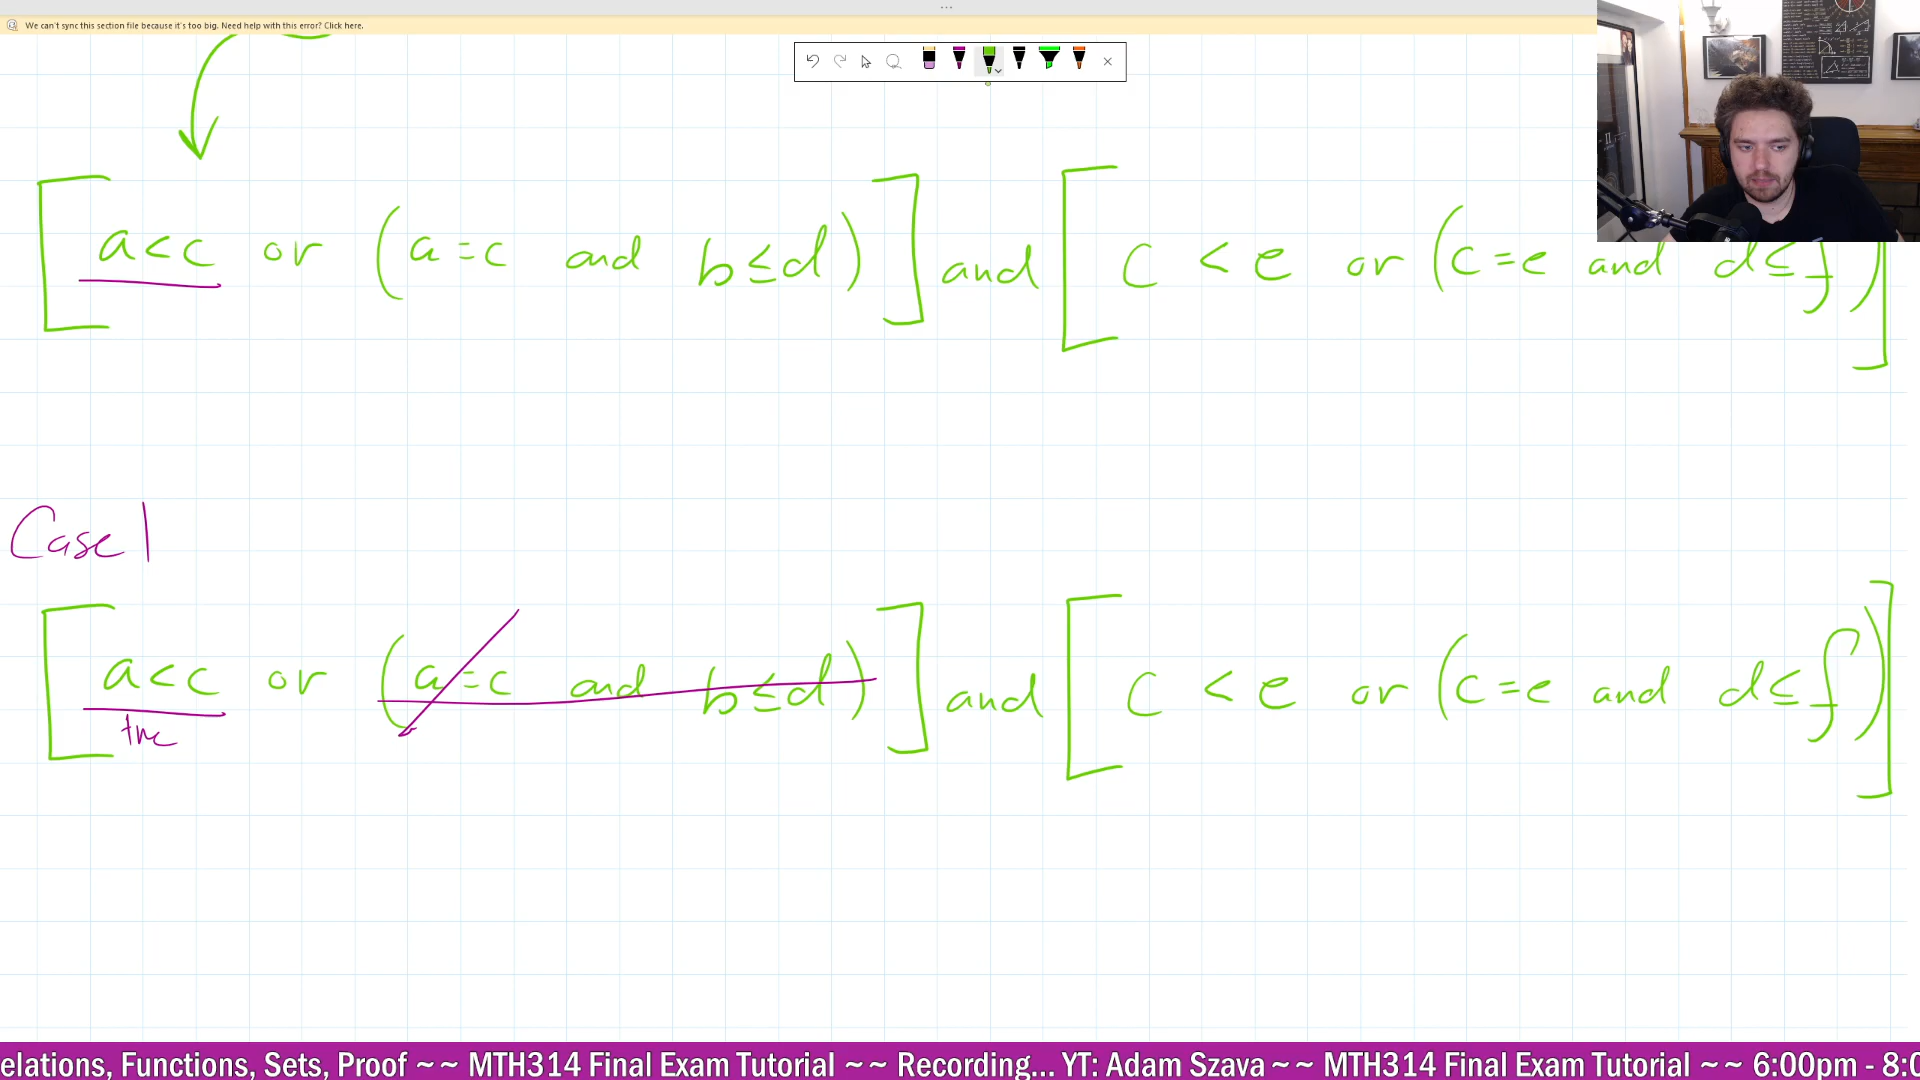 We can't sync this section file because it's too big. Need help with this error? Click here.
[a<c or (a=c and b≤d)] and [c<e or (c=e and d≤f)]
Case 1
[a<c or (a=c and b≤d)] and [c<e or (c=e and d≤f)]
true
elations, Functions, Sets, Proof ~~ MTH314 Final Exam Tutorial ~~ Recording... YT: Adam Szava ~~ MTH314 Final Exam Tutorial ~~ 6:00pm - 8:0